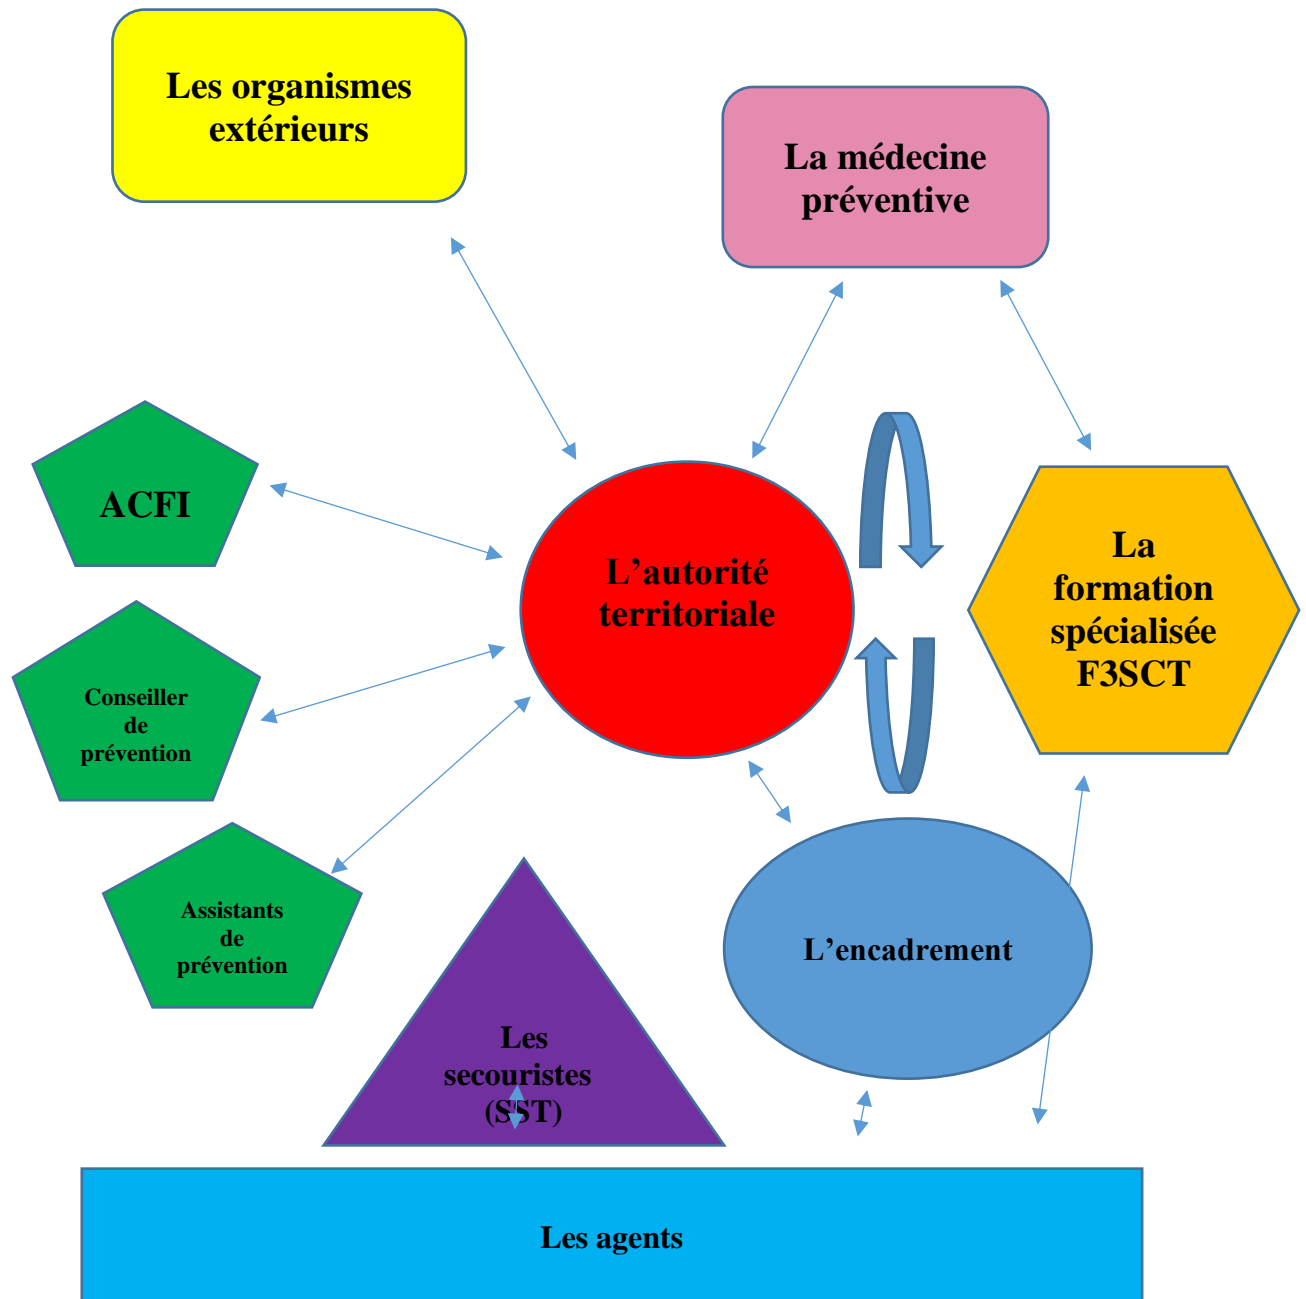 Les organismes
extérieurs
La médecine
préventive
ACFI
L’autorité
territoriale
La
formation
spécialisée
F3SCT
Conseiller
de
prévention
Assistants
de
prévention
L’encadrement
Les
secouristes
(SST)
Les agents